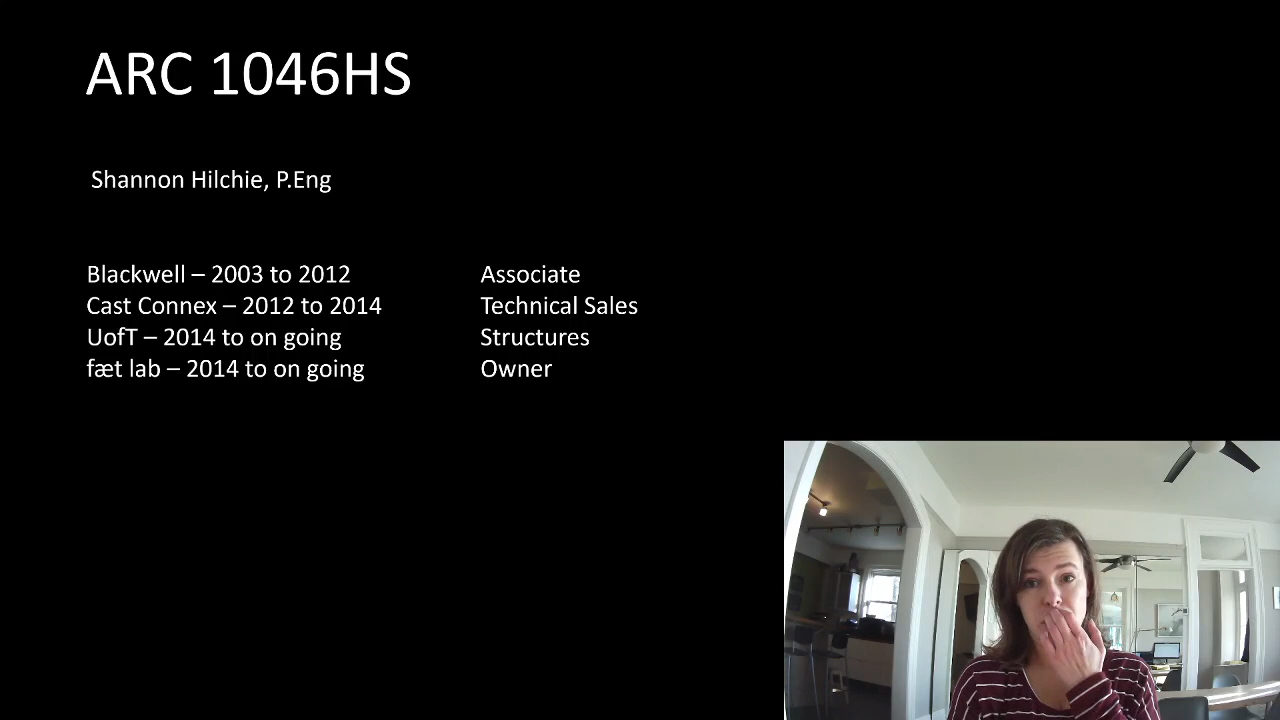 ARC 1046HS
Shannon Hilchie, P.Eng
Blackwell – 2003 to 2012 Associate
Cast Connex – 2012 to 2014 Technical Sales
UofT – 2014 to on going Structures
fæt lab – 2014 to on going Owner